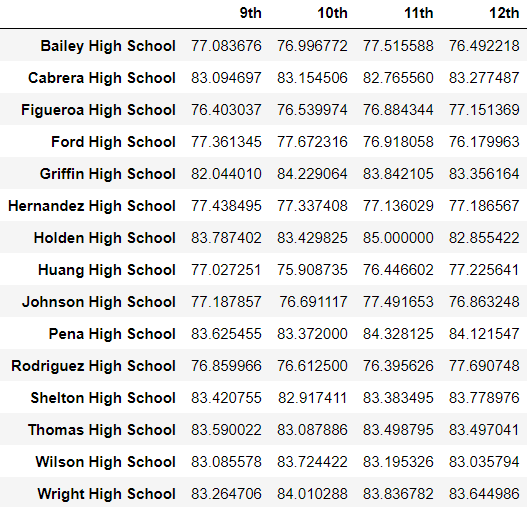 9th 10th 11th 12th
Bailey High School 77.083676 76.996772 77.515588 76.492218
Cabrera High School 83.094697 83.154506 82.765560 83.277487
Figueroa High School 76.403037 76.539974 76.884344 77.151369
Ford High School 77.361345 77.672316 76.918058 76.179963
Griffin High School 82.044010 84.229064 83.842105 83.356164
Hernandez High School 77.438495 77.337408 77.136029 77.186567
Holden High School 83.787402 83.429825 85.000000 82.855422
Huang High School 77.027251 75.908735 76.446602 77.225641
Johnson High School 77.187857 76.691117 77.491653 76.863248
Pena High School 83.625455 83.372000 84.328125 84.121547
Rodriguez High School 76.859966 76.612500 76.395626 77.690748
Shelton High School 83.420755 82.917411 83.383495 83.778976
Thomas High School 83.590022 83.087886 83.498795 83.497041
Wilson High School 83.085578 83.724422 83.195326 83.035794
Wright High School 83.264706 84.010288 83.836782 83.644986